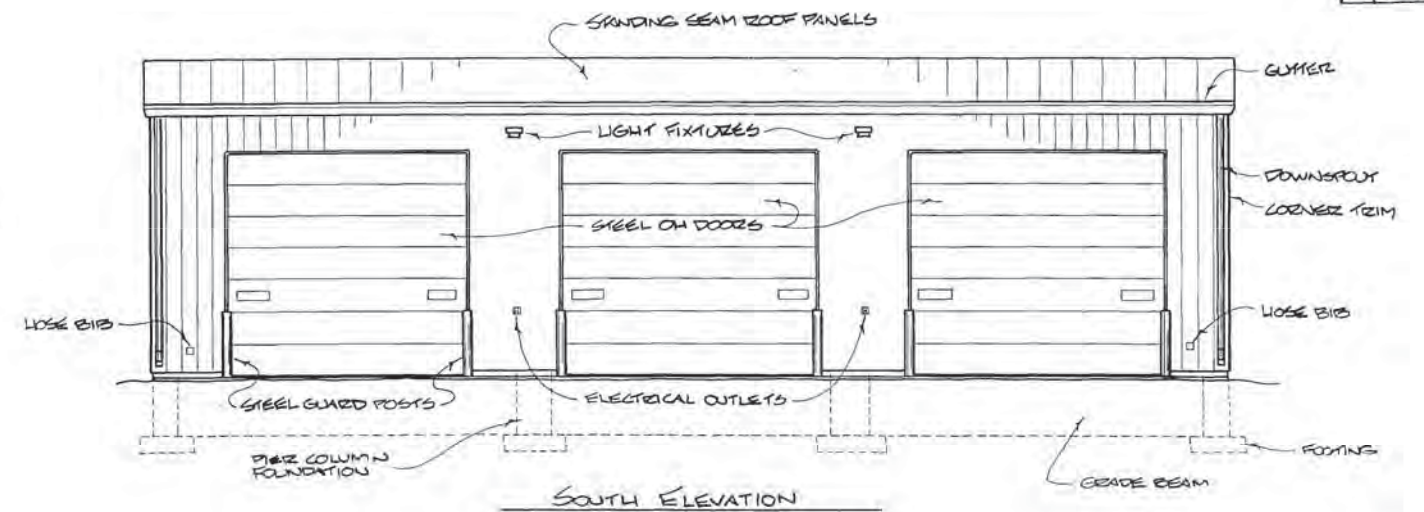 STANDING SEAM ROOF PANELS
GUTTER
LIGHT FIXTURES
DOWNSPOUT
CORNER TRIM
STEEL OH DOORS
HOSE BIB
HOSE BIB
STEEL GUARD POSTS
ELECTRICAL OUTLETS
PIER COLUMN
FOUNDATION
FOOTING
GRADE BEAM
SOUTH ELEVATION